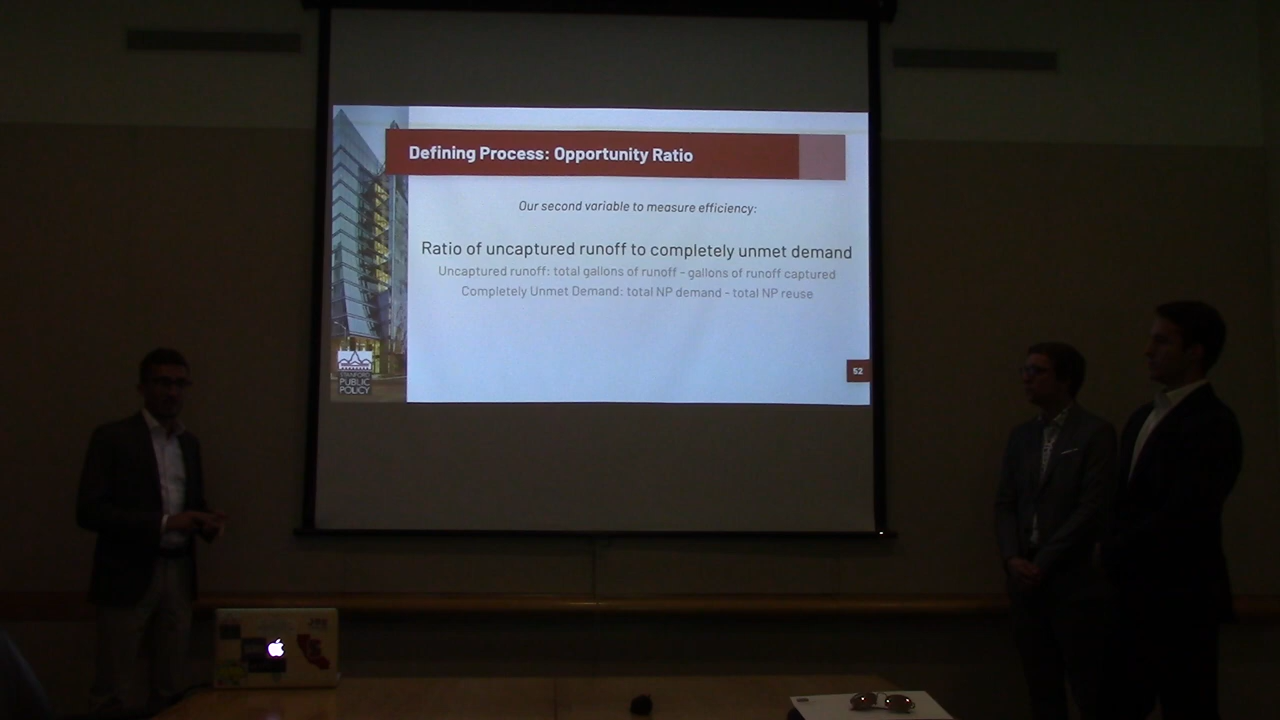 Defining Process: Opportunity Ratio
Our second variable to measure efficiency:
Ratio of uncaptured runoff to completely unmet demand
Uncaptured runoff: total gallons of runoff - gallons of runoff captured
Completely Unmet Demand: total NP demand - total NP reuse
52
STANFORD
PUBLIC
POLICY